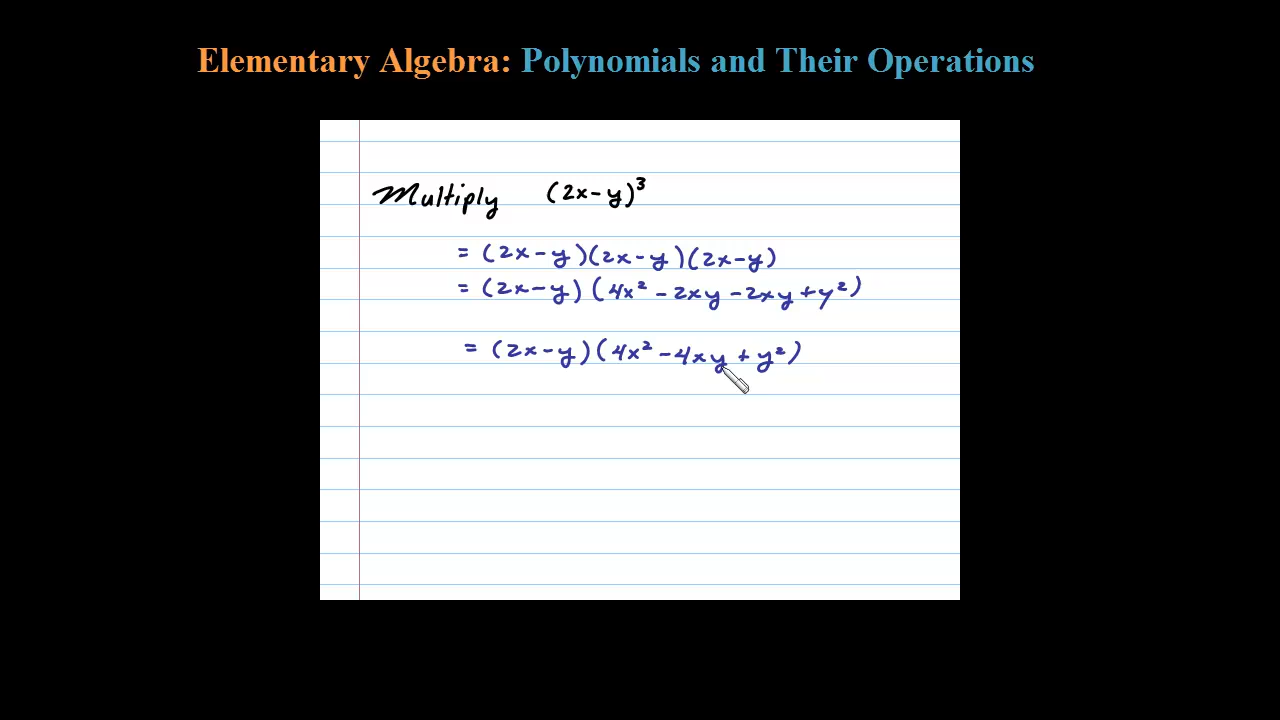 Elementary Algebra: Polynomials and Their Operations
Multiply (2x-y)³
= (2x-y)(2x-y)(2x-y)
= (2x-y)(4x²-2xy-2xy+y²)
= (2x-y)(4x²-4xy+y²)